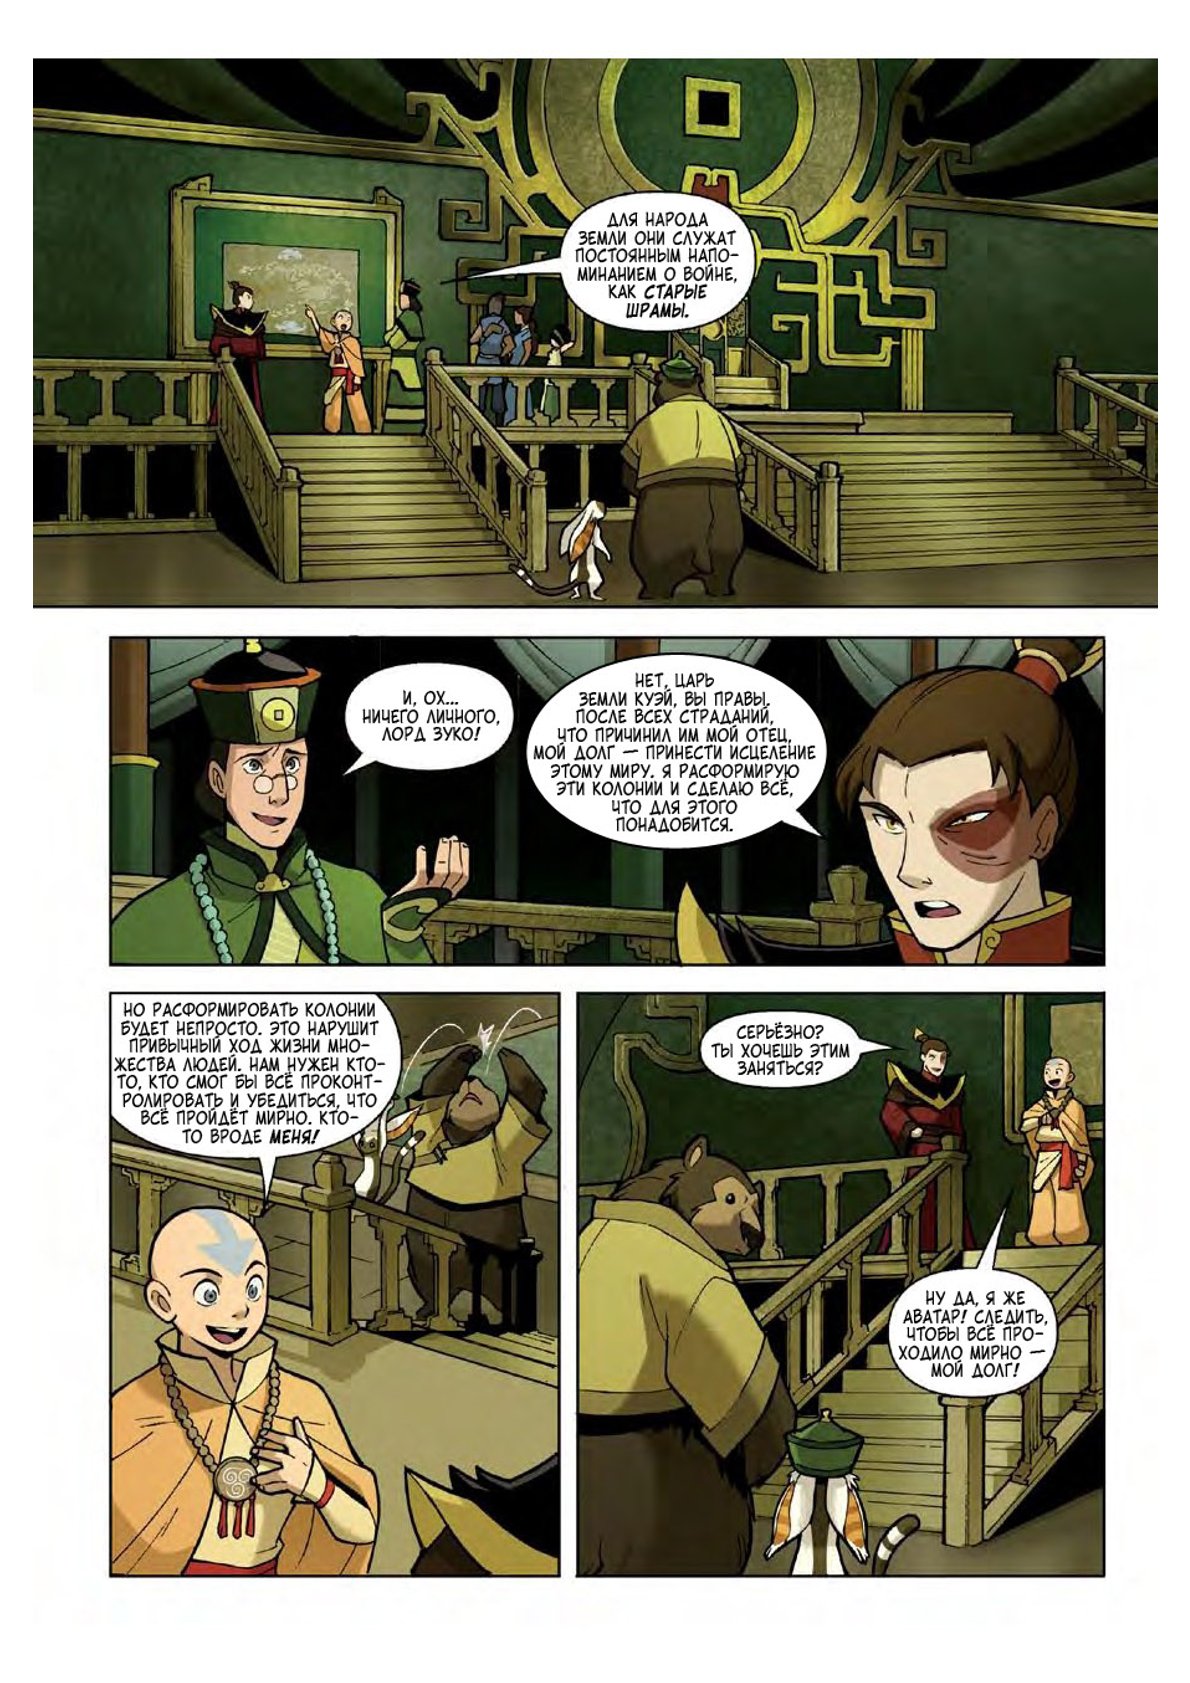 ДЛЯ НАРОДА
ЗЕМЛИ ОНИ СЛУЖАТ
ПОСТОЯННЫМ НАПО-
МИНАНИЕМ О ВОЙНЕ,
КАК СТАРЫЕ
ШРАМЫ.
И, ОХ...
НИЧЕГО ЛИЧНОГО,
ЛОРД ЗУКО!
НЕТ, ЦАРЬ
ЗЕМЛИ КУЭЙ, ВЫ ПРАВЫ.
ПОСЛЕ ВСЕХ СТРАДАНИЙ,
ЧТО ПРИЧИНИЛ ИМ МОЙ ОТЕЦ,
МОЙ ДОЛГ — ПРИНЕСТИ ИСЦЕЛЕНИЕ
ЭТОМУ МИРУ. Я РАСФОРМИРУЮ
ЭТИ КОЛОНИИ И СДЕЛАЮ ВСЁ,
ЧТО ДЛЯ ЭТОГО
ПОНАДОБИТСЯ.
НО РАСФОРМИРОВАТЬ КОЛОНИИ
БУДЕТ НЕПРОСТО. ЭТО НАРУШИТ
ПРИВЫЧНЫЙ ХОД ЖИЗНИ МНО-
ЖЕСТВА ЛЮДЕЙ. НАМ НУЖЕН КТО-
ТО, КТО СМОГ БЫ ВСЁ ПРОКОНТ-
РОЛИРОВАТЬ И УБЕДИТЬСЯ, ЧТО
ВСЁ ПРОЙДЁТ МИРНО. КТО-
ТО ВРОДЕ МЕНЯ!
СЕРЬЁЗНО?
ТЫ ХОЧЕШЬ ЭТИМ
ЗАНЯТЬСЯ?
НУ ДА, Я ЖЕ
АВАТАР! СЛЕДИТЬ,
ЧТОБЫ ВСЁ ПРО-
ХОДИЛО МИРНО —
МОЙ ДОЛГ!